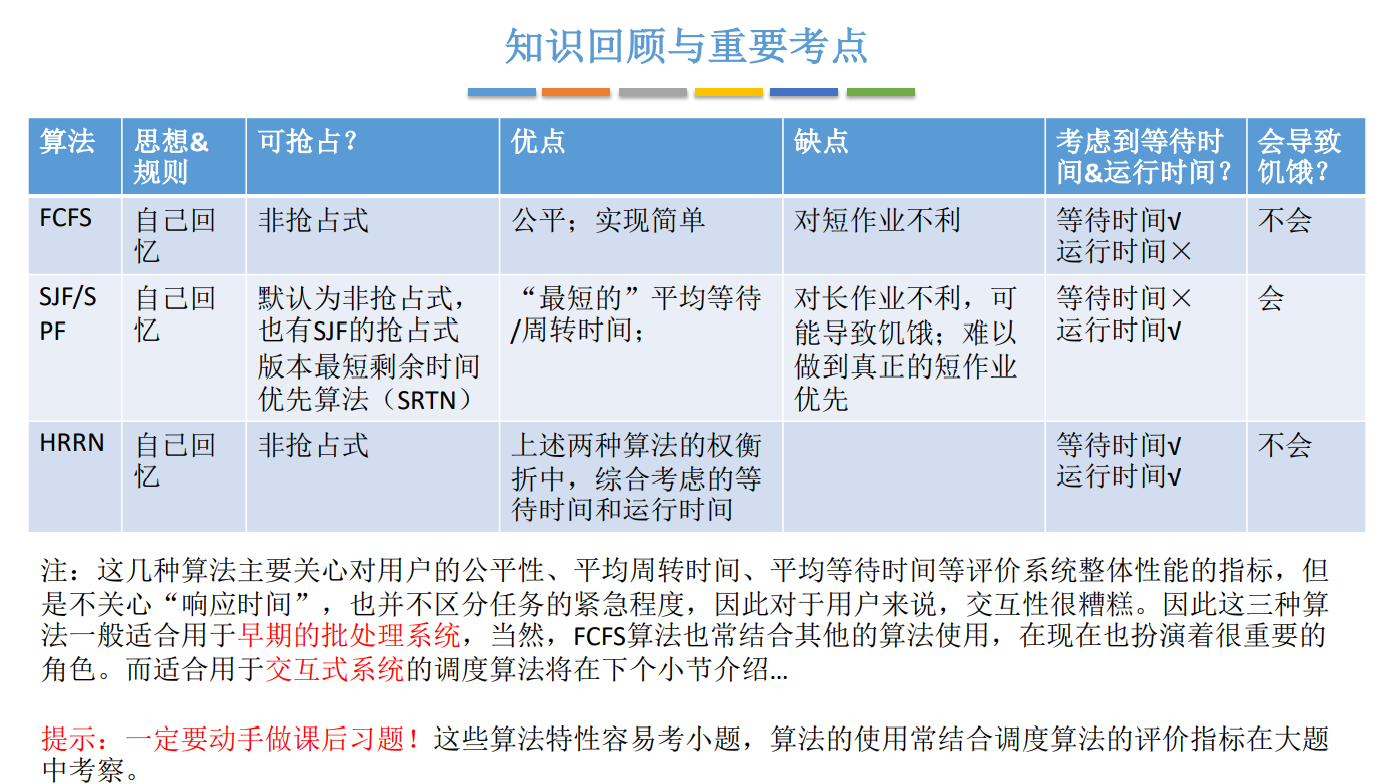 知识回顾与重要考点
算法
思想&
规则
可抢占？
优点
缺点
考虑到等待时
间&运行时间？
会导致
饥饿？
FCFS
自己回
忆
非抢占式
公平；实现简单
对短作业不利
等待时间√
运行时间×
不会
SJF/S
PF
自己回
忆
默认为非抢占式，
也有SJF的抢占式
版本最短剩余时间
优先算法（SRTN）
“最短的”平均等待
/周转时间；
对长作业不利，可
能导致饥饿；难以
做到真正的短作业
优先
等待时间×
运行时间√
会
HRRN
自己回
忆
非抢占式
上述两种算法的权衡
折中，综合考虑的等
待时间和运行时间
等待时间√
运行时间√
不会
注：这几种算法主要关心对用户的公平性、平均周转时间、平均等待时间等评价系统整体性能的指标，但
是不关心“响应时间”，也并不区分任务的紧急程度，因此对于用户来说，交互性很糟糕。因此这三种算
法一般适合用于早期的批处理系统，当然，FCFS算法也常结合其他的算法使用，在现在也扮演着很重要的
角色。而适合用于交互式系统的调度算法将在下个小节介绍...
提示：一定要动手做课后习题！这些算法特性容易考小题，算法的使用常结合调度算法的评价指标在大题
中考察。